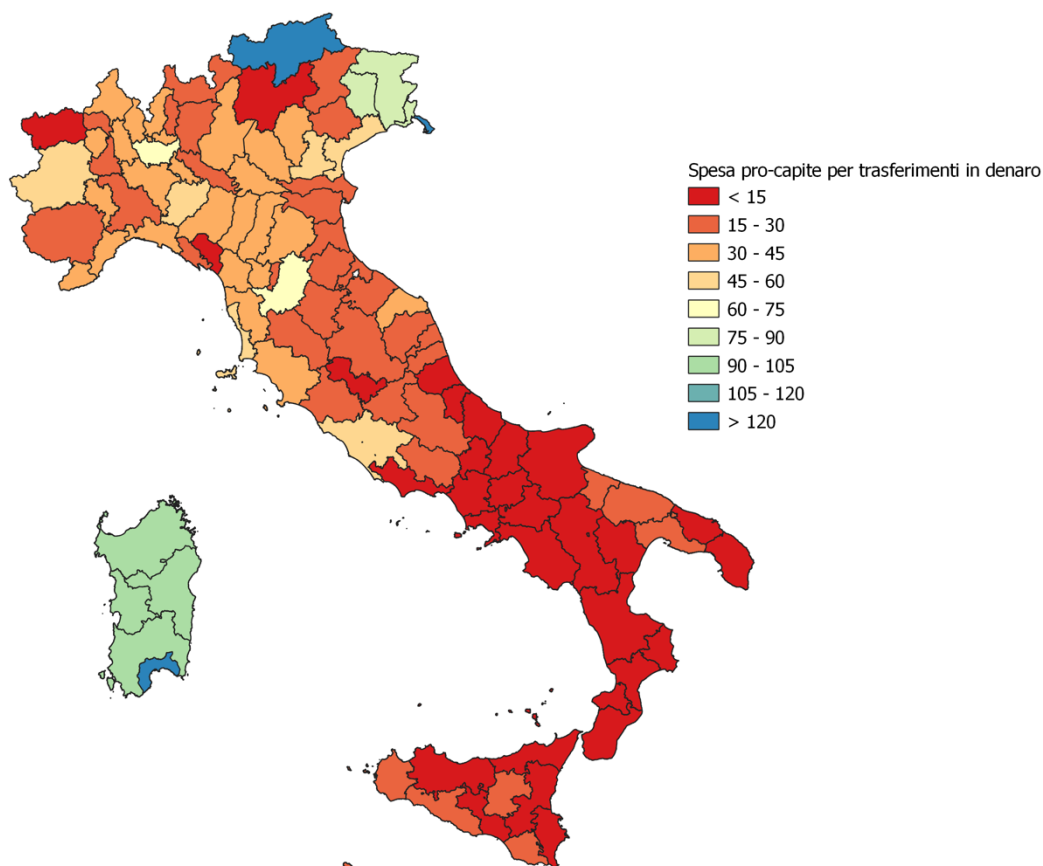 Spesa pro-capite per trasferimenti in denaro
< 15
15 - 30
30 - 45
45 - 60
60 - 75
75 - 90
90 - 105
105 - 120
> 120